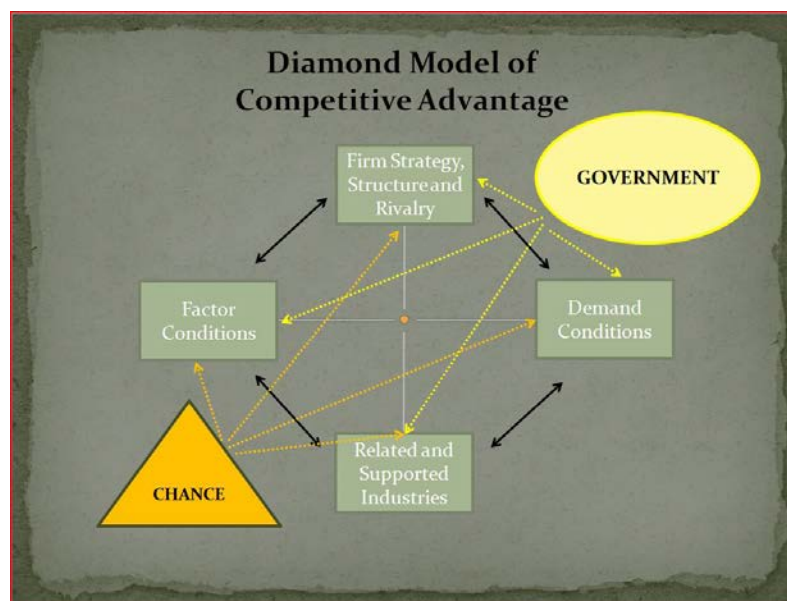 Diamond Model of
Competitive Advantage
Firm Strategy,
Structure and
Rivalry
GOVERNMENT
Factor
Conditions
Demand
Conditions
Related and
Supported
Industries
CHANCE